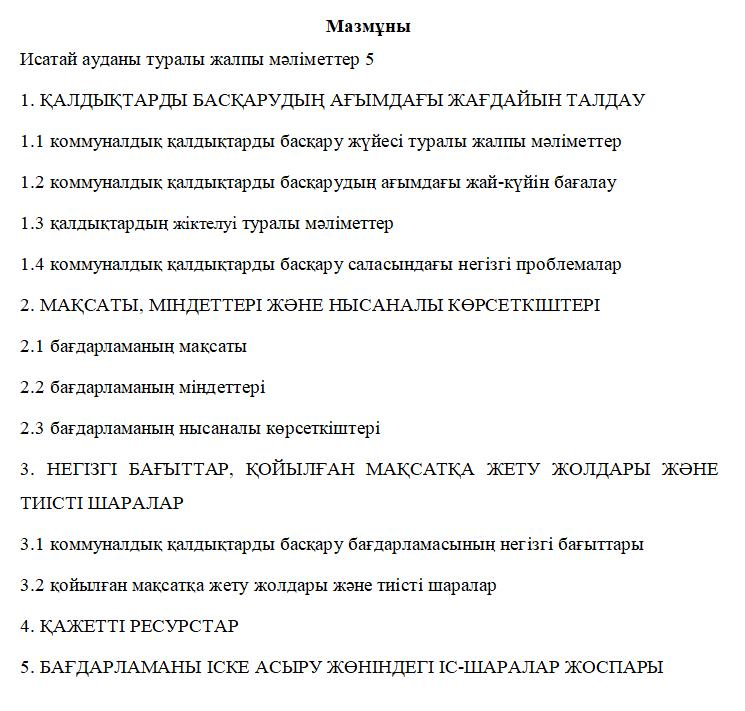 Мазмұны
Исатай ауданы туралы жалпы мәліметтер 5
1. ҚАЛДЫҚТАРДЫ БАСҚАРУДЫҢ АҒЫМДАҒЫ ЖАҒДАЙЫН ТАЛДАУ
1.1 коммуналдық қалдықтарды басқару жүйесі туралы жалпы мәліметтер
1.2 коммуналдық қалдықтарды басқарудың ағымдағы жай-күйін бағалау
1.3 қалдықтардың жіктелуі туралы мәліметтер
1.4 коммуналдық қалдықтарды басқару саласындағы негізгі проблемалар
2. МАҚСАТЫ, МІНДЕТТЕРІ ЖӘНЕ НЫСАНАЛЫ КӨРСЕТКІШТЕРІ
2.1 бағдарламаның мақсаты
2.2 бағдарламаның міндеттері
2.3 бағдарламаның нысаналы көрсеткіштері
3. НЕГІЗГІ БАҒЫТТАР, ҚОЙЫЛҒАН МАҚСАТҚА ЖЕТУ ЖОЛДАРЫ ЖӘНЕ
ТИІСТІ ШАРАЛАР
3.1 коммуналдық қалдықтарды басқару бағдарламасының негізгі бағыттары
3.2 қойылған мақсатқа жету жолдары және тиісті шаралар
4. ҚАЖЕТТІ РЕСУРСТАР
5. БАҒДАРЛАМАНЫ ІСКЕ АСЫРУ ЖӨНІНДЕГІ ІС-ШАРАЛАР ЖОСПАРЫ